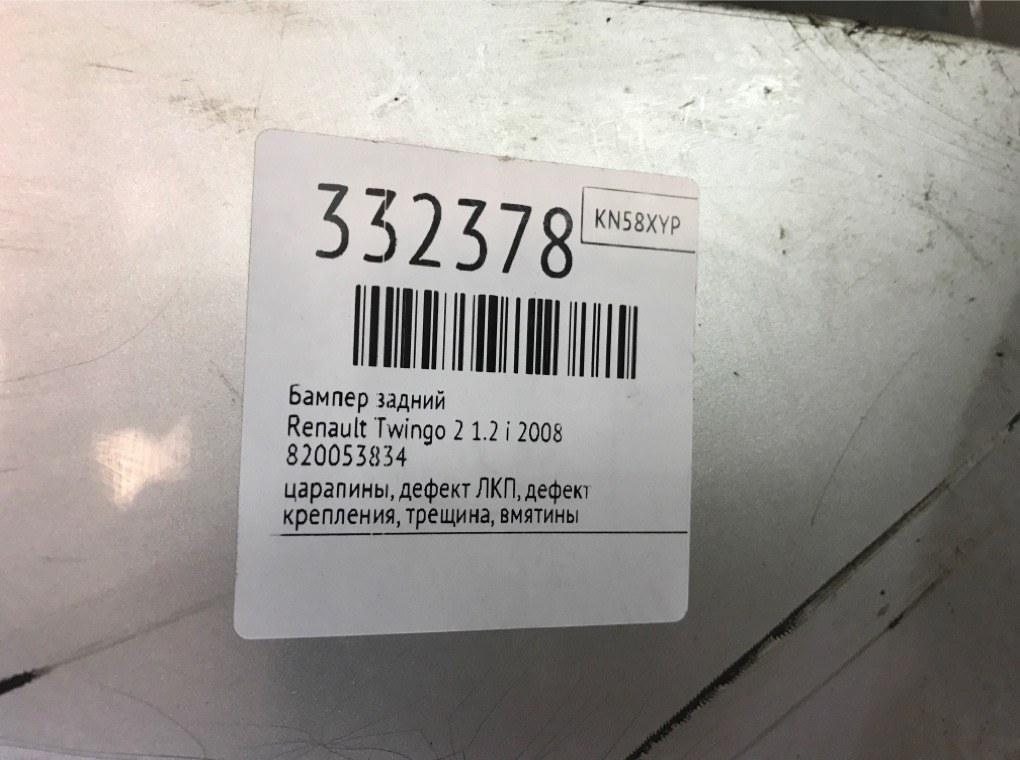 332378
KN58XYP
Бампер задний
Renault Twingo 2 1.2 i 2008
820053834
царапины, дефект ЛКП, дефект
крепления, трещина, вмятины